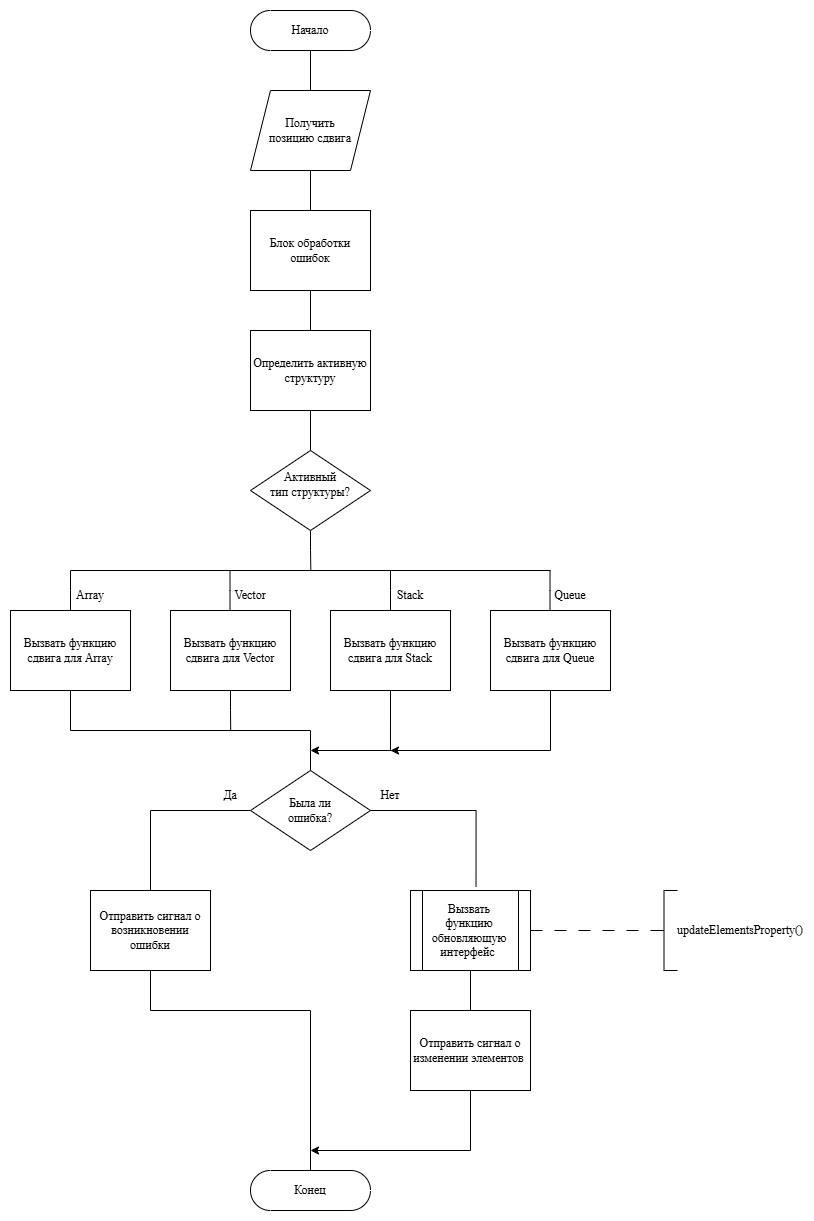 Начало
Получить
позицию сдвига
Блок обработки
ошибок
Определить активную
структуру
Активный
тип структуры?
Array
Vector
Stack
Queue
Вызвать функцию
сдвига для Array
Вызвать функцию
сдвига для Vector
Вызвать функцию
сдвига для Stack
Вызвать функцию
сдвига для Queue
Да
Была ли
ошибка?
Нет
Отправить сигнал о
возникновении
ошибки
Вызвать
функцию
обновляющую
интерфейс
updateElementsProperty()
Отправить сигнал о
изменении элементов
Конец